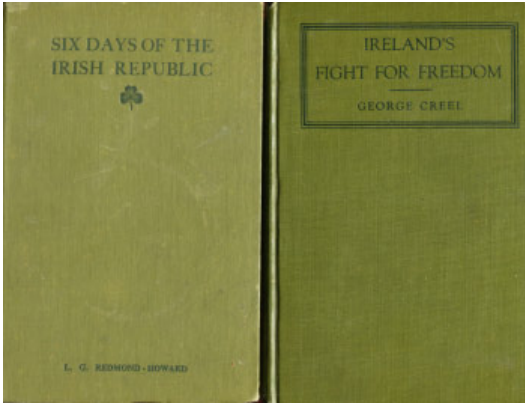 SIX DAYS OF THE
IRISH REPUBLIC
L. G. REDMOND-HOWARD
IRELAND'S
FIGHT FOR FREEDOM
GEORGE CREEL